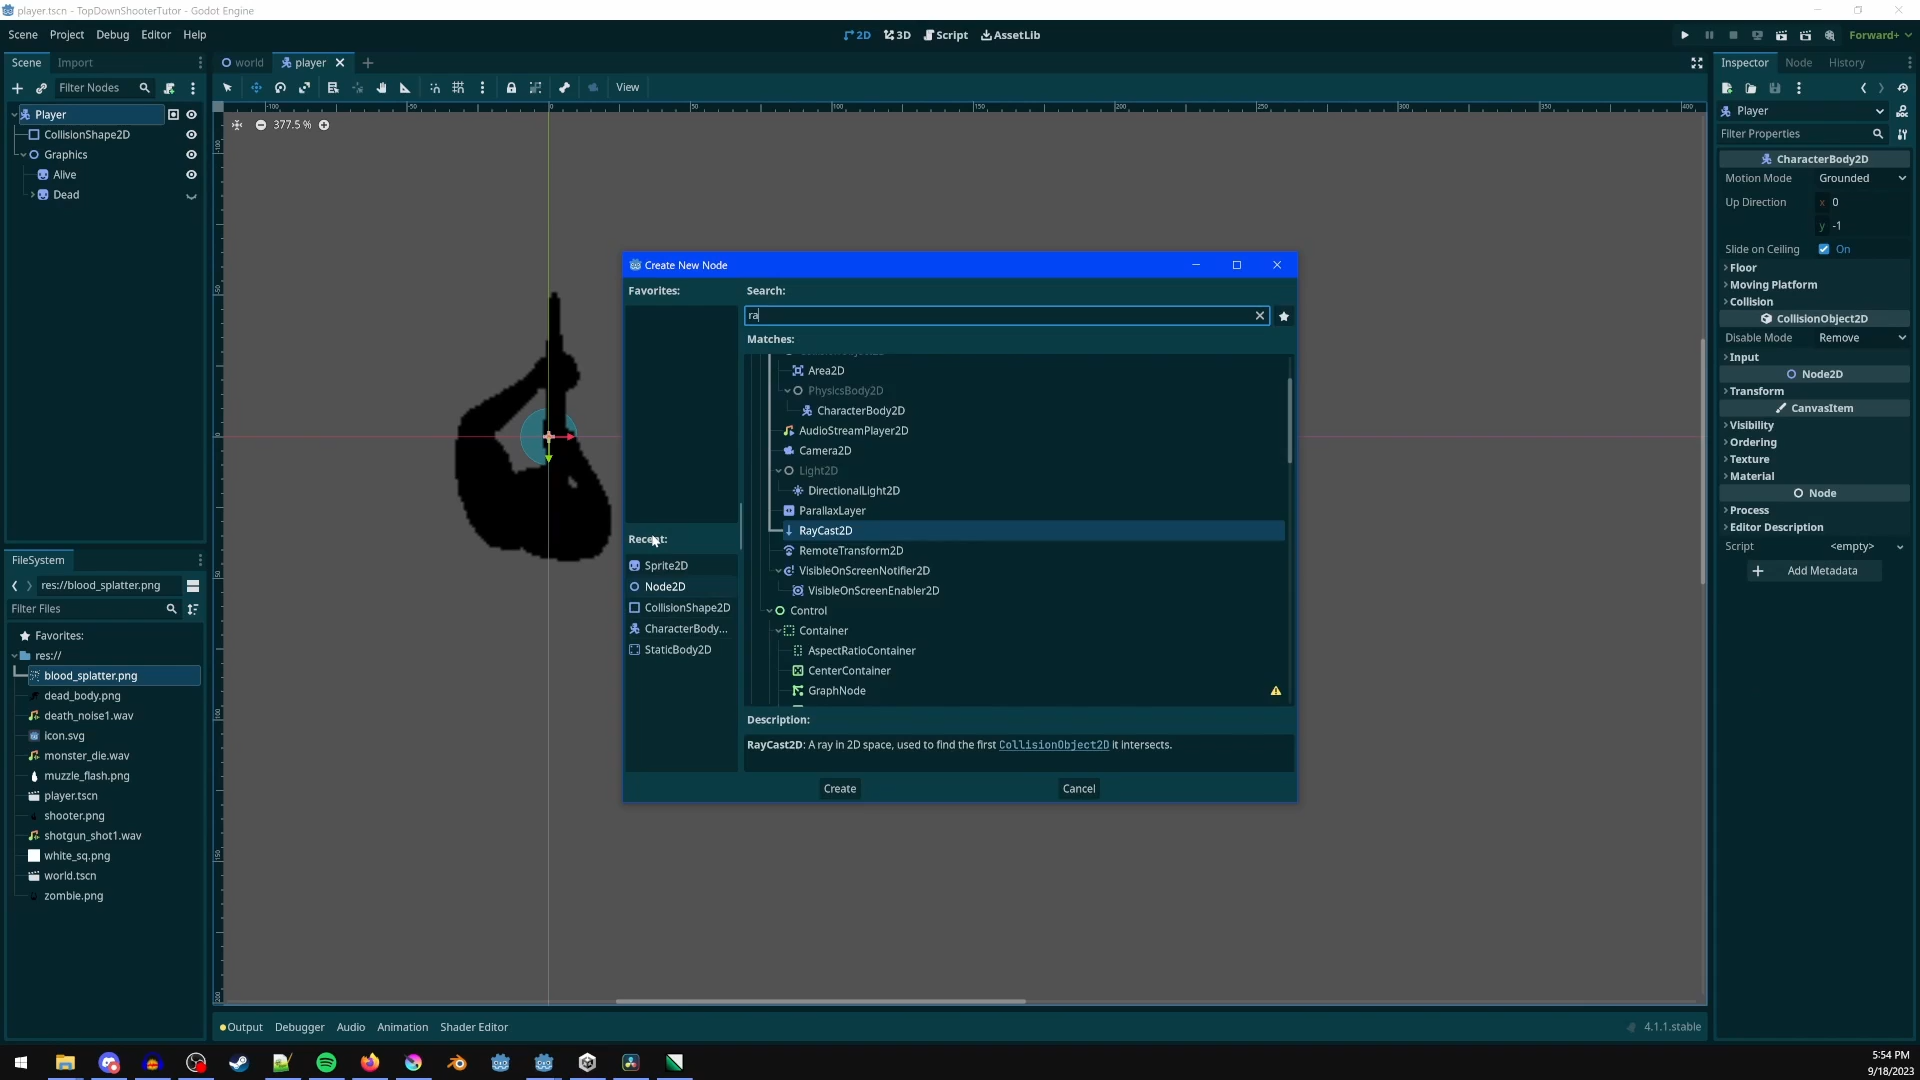 player.tscn - TopDownShooterTutor - Godot Engine
Scene Project Debug Editor Help
2D 3D Script AssetLib
Forward+
Scene Import
world player
Inspector Node History
Filter Nodes
View
Player
CollisionShape2D
Graphics
Alive
Dead
377.5 %
FileSystem
res://blood_splatter.png
Filter Files
Favorites:
res://
blood_splatter.png
dead_body.png
death_noise1.wav
icon.svg
monster_die.wav
muzzle_flash.png
player.tscn
shooter.png
shotgun_shot1.wav
white_sq.png
world.tscn
zombie.png
Create New Node
Favorites:
Search:
ra
Matches:
Area2D
PhysicsBody2D
CharacterBody2D
AudioStreamPlayer2D
Camera2D
Light2D
DirectionalLight2D
ParallaxLayer
RayCast2D
RemoteTransform2D
VisibleOnScreenNotifier2D
VisibleOnScreenEnabler2D
Control
Container
AspectRatioContainer
CenterContainer
GraphNode
Recent:
Sprite2D
Node2D
CollisionShape2D
CharacterBody...
StaticBody2D
Description:
RayCast2D: A ray in 2D space, used to find the first CollisionObject2D it intersects.
Create Cancel
Player
Filter Properties
CharacterBody2D
Motion Mode Grounded
Up Direction x 0
y -1
Slide on Ceiling On
Floor
Moving Platform
Collision
CollisionObject2D
Disable Mode Remove
Input
Node2D
Transform
CanvasItem
Visibility
Ordering
Texture
Material
Node
Process
Editor Description
Script <empty>
Add Metadata
Output Debugger Audio Animation Shader Editor
4.1.1.stable
5:54 PM
9/18/2023